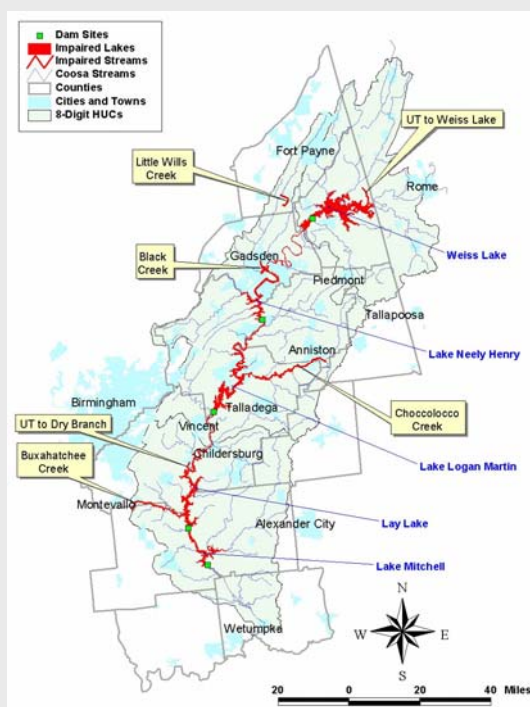 Dam Sites
Impaired Lakes
Impaired Streams
Coosa Streams
Counties
Cities and Towns
8-Digit HUCs
UT to Weiss Lake
Fort Payne
Little Wills
Creek
Rome
Black
Creek
Gadsden
Weiss Lake
Piedmont
Tallapoosa
Lake Neely Henry
Anniston
Birmingham
Talladega
Choccolocco
Creek
UT to Dry Branch
Vincent
Childersburg
Lake Logan Martin
Buxahatchee
Creek
Montevallo
Alexander City
Lay Lake
Lake Mitchell
Wetumpka
N
W
E
S
20 0 20 40 Miles